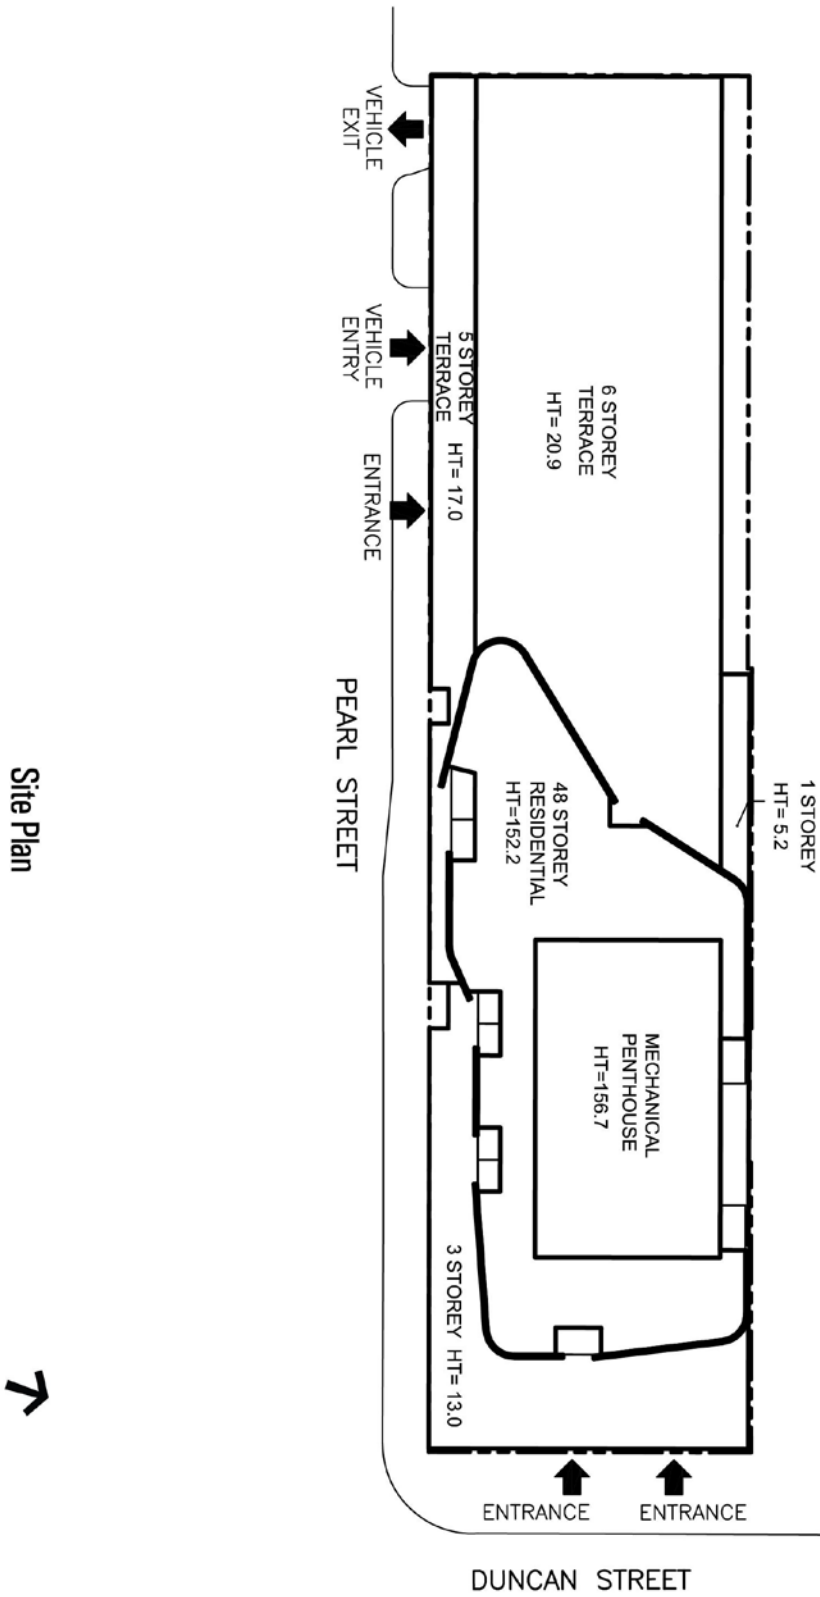 VEHICLE
EXIT
VEHICLE
ENTRY
ENTRANCE
5 STOREY
TERRACE
HT= 17.0
6 STOREY
TERRACE
HT= 20.9
1 STOREY
HT= 5.2
48 STOREY
RESIDENTIAL
HT=152.2
MECHANICAL
PENTHOUSE
HT=156.7
3 STOREY HT= 13.0
PEARL STREET
ENTRANCE
ENTRANCE
DUNCAN STREET
Site Plan